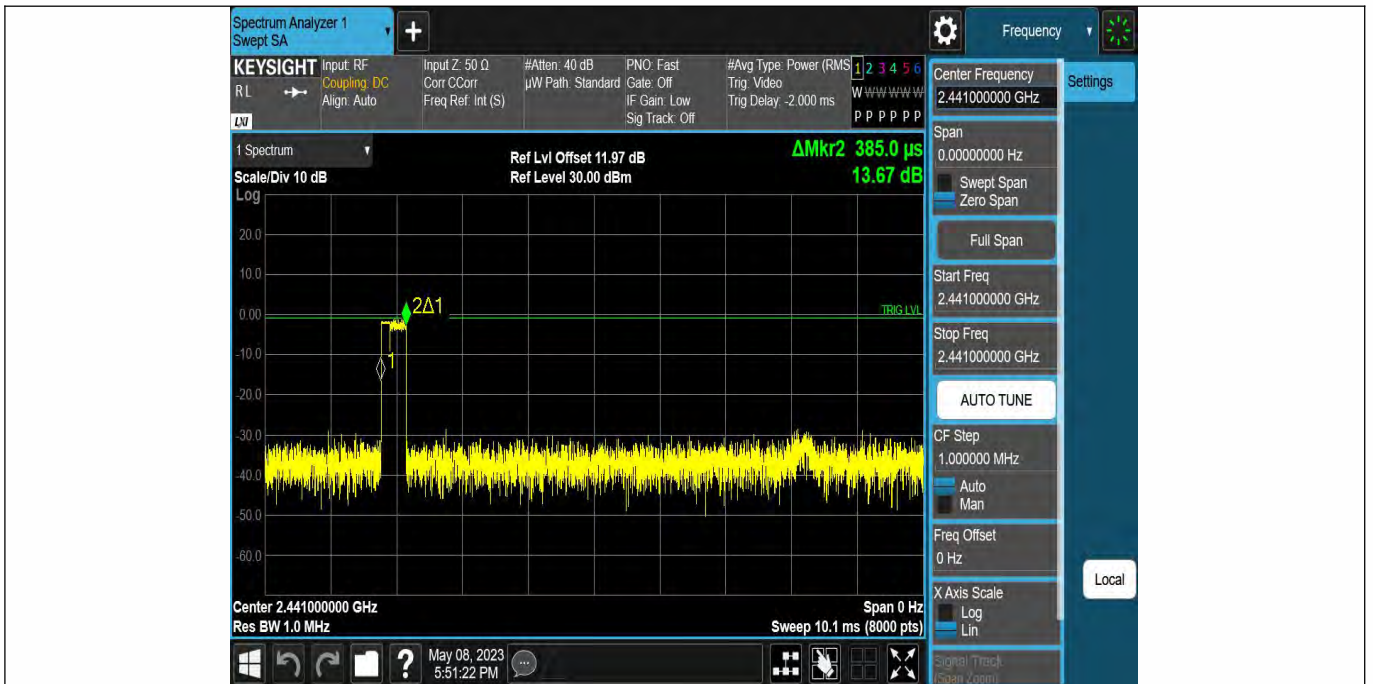 Spectrum Analyzer 1
Swept SA
Frequency
KEYSIGHT
RL
LXI
Input: RF
Coupling: DC
Align: Auto
Input Z: 50 Ω
Corr CCorr
Freq Ref: Int (S)
#Atten: 40 dB
µW Path: Standard
PNO: Fast
Gate: Off
IF Gain: Low
Sig Track: Off
#Avg Type: Power (RMS
Trig: Video
Trig Delay: -2.000 ms
1 2 3 4 5 6
W W W W W W
P P P P P P
1 Spectrum
Scale/Div 10 dB
Ref Lvl Offset 11.97 dB
Ref Level 30.00 dBm
ΔMkr2 385.0 µs
13.67 dB
Log
20.0
10.0
0.00
-10.0
-20.0
-30.0
-40.0
-50.0
-60.0
2Δ1
1
TRIG LVL
Center 2.441000000 GHz
Res BW 1.0 MHz
Span 0 Hz
Sweep 10.1 ms (8000 pts)
Center Frequency
2.441000000 GHz
Settings
Span
0.00000000 Hz
Swept Span
Zero Span
Full Span
Start Freq
2.441000000 GHz
Stop Freq
2.441000000 GHz
AUTO TUNE
CF Step
1.000000 MHz
Auto
Man
Freq Offset
0 Hz
X Axis Scale
Log
Lin
Signal Track
(Span Zoom)
Local
?
May 08, 2023
5:51:22 PM